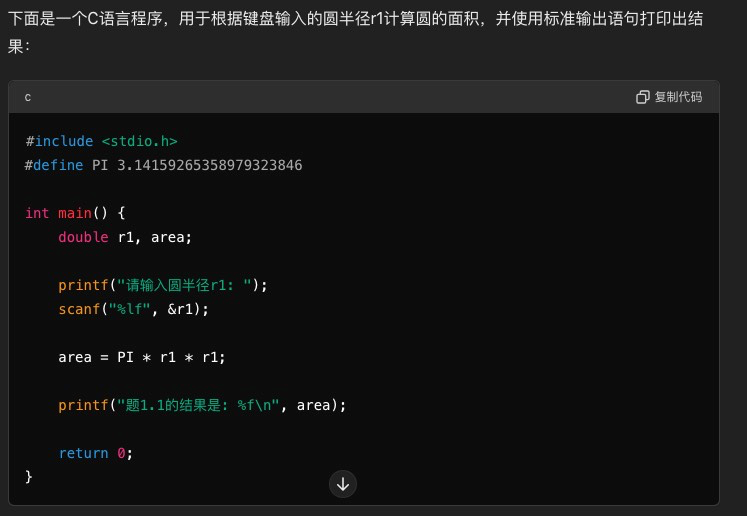 下面是一个C语言程序，用于根据键盘输入的圆半径r1计算圆的面积，并使用标准输出语句打印出结
果：
c
复制代码
#include <stdio.h>
#define PI 3.14159265358979323846
int main() {
    double r1, area;
    printf("请输入圆半径r1: ");
    scanf("%lf", &r1);
    area = PI * r1 * r1;
    printf("题1.1的结果是: %f\n", area);
    return 0;
}